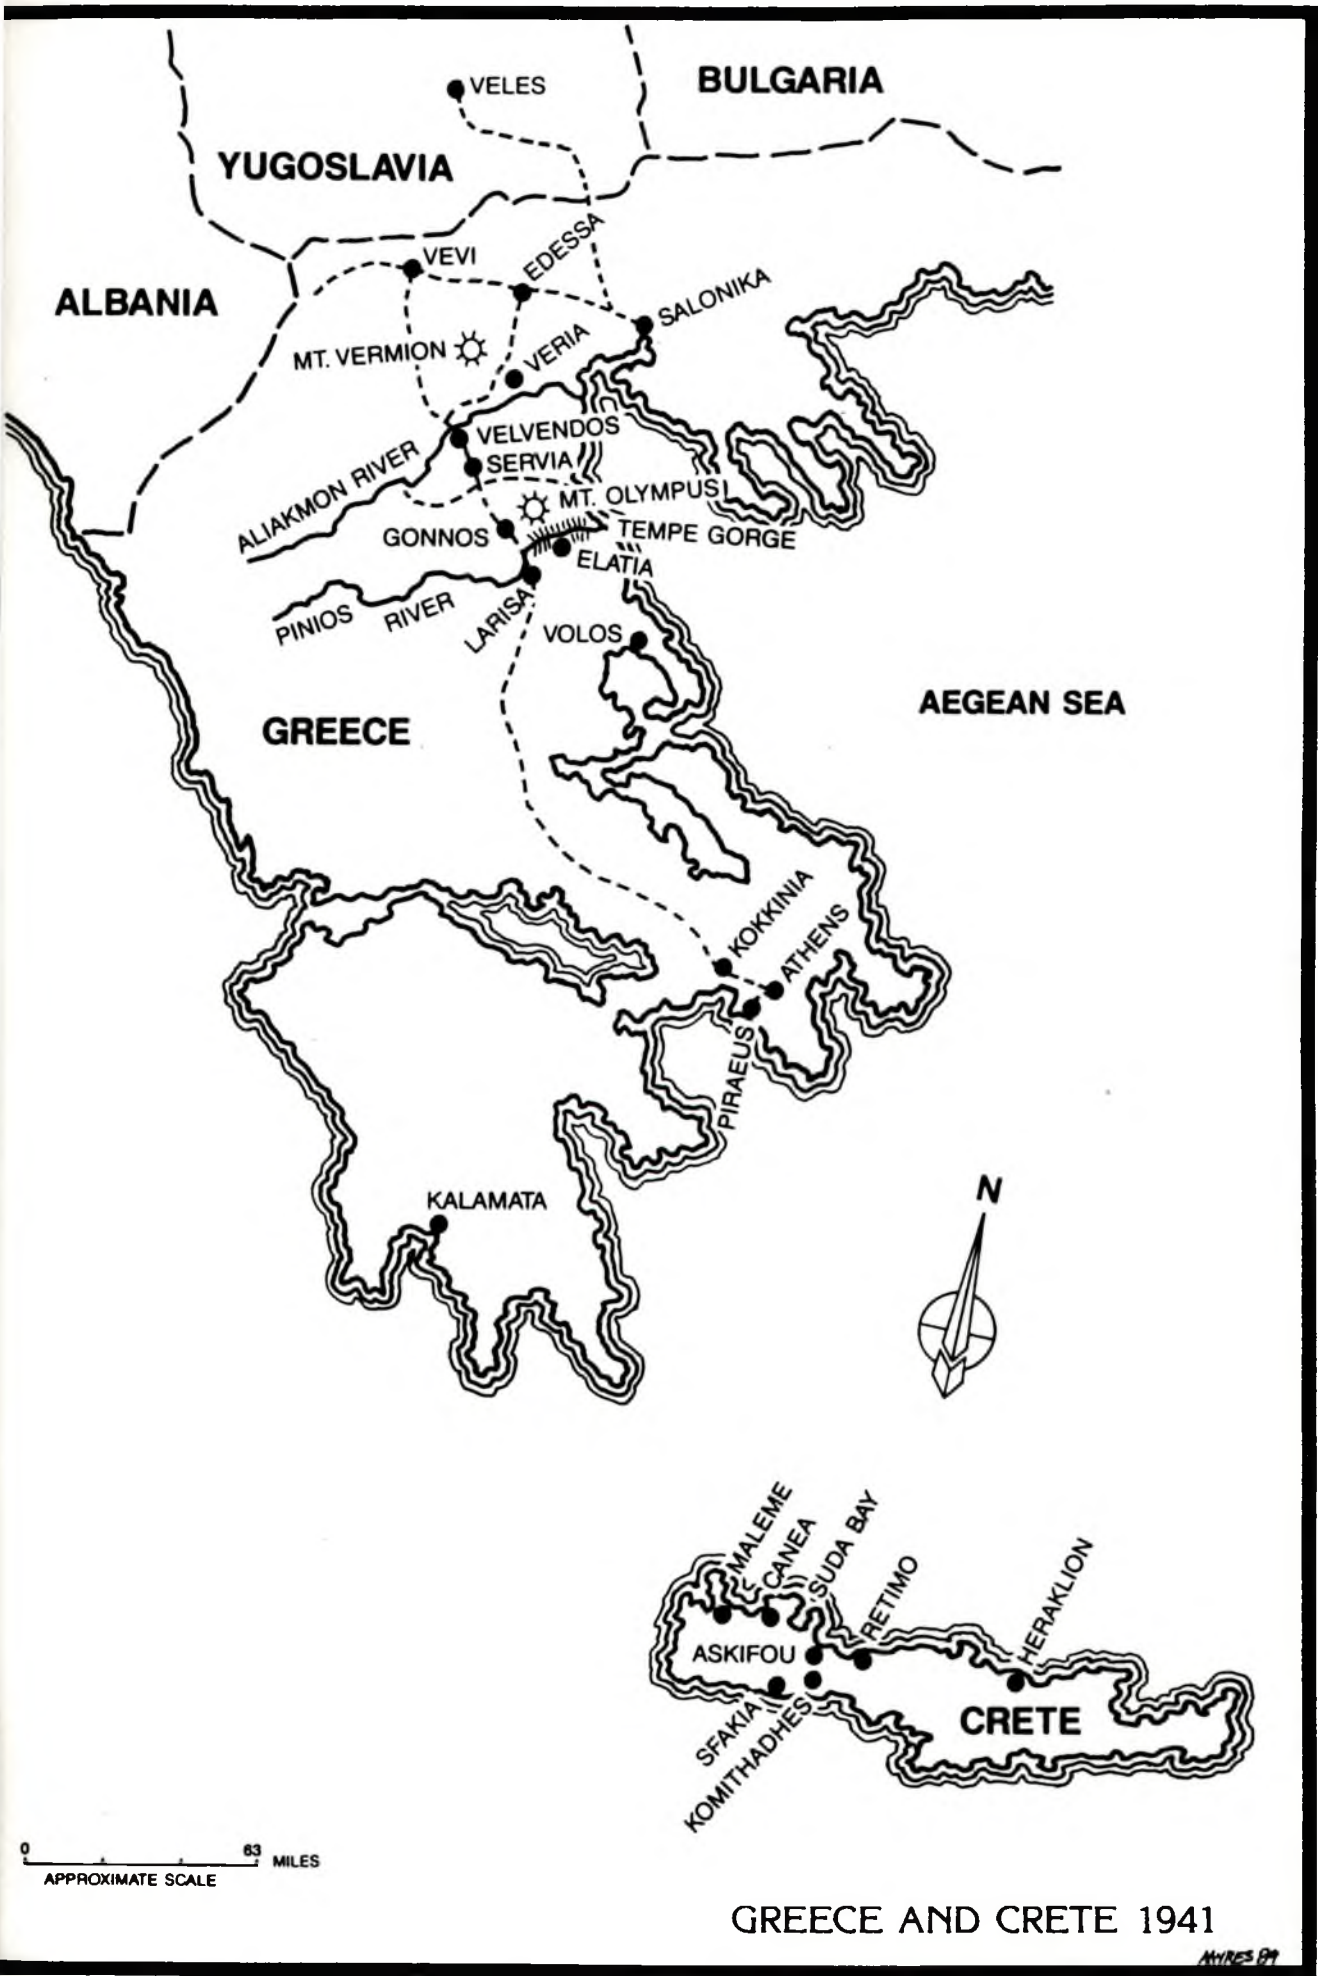 VELES
BULGARIA
YUGOSLAVIA
VEVI
EDESSA
ALBANIA
SALONIKA
MT. VERMION
VERIA
VELVENDOS
ALIAKMON RIVER
SERVIA
MT. OLYMPUS
GONNOS
TEMPE GORGE
ELATIA
PINIOS RIVER
LARISA
VOLOS
GREECE
AEGEAN SEA
KOKKINIA
ATHENS
PIRAEUS
KALAMATA
N
MALEME
CANEA
SUDA BAY
RETIMO
HERAKLION
ASKIFOU
SFAKIA
KOMITHADHES
CRETE
0 63 MILES
APPROXIMATE SCALE
GREECE AND CRETE 1941
MYRES 89